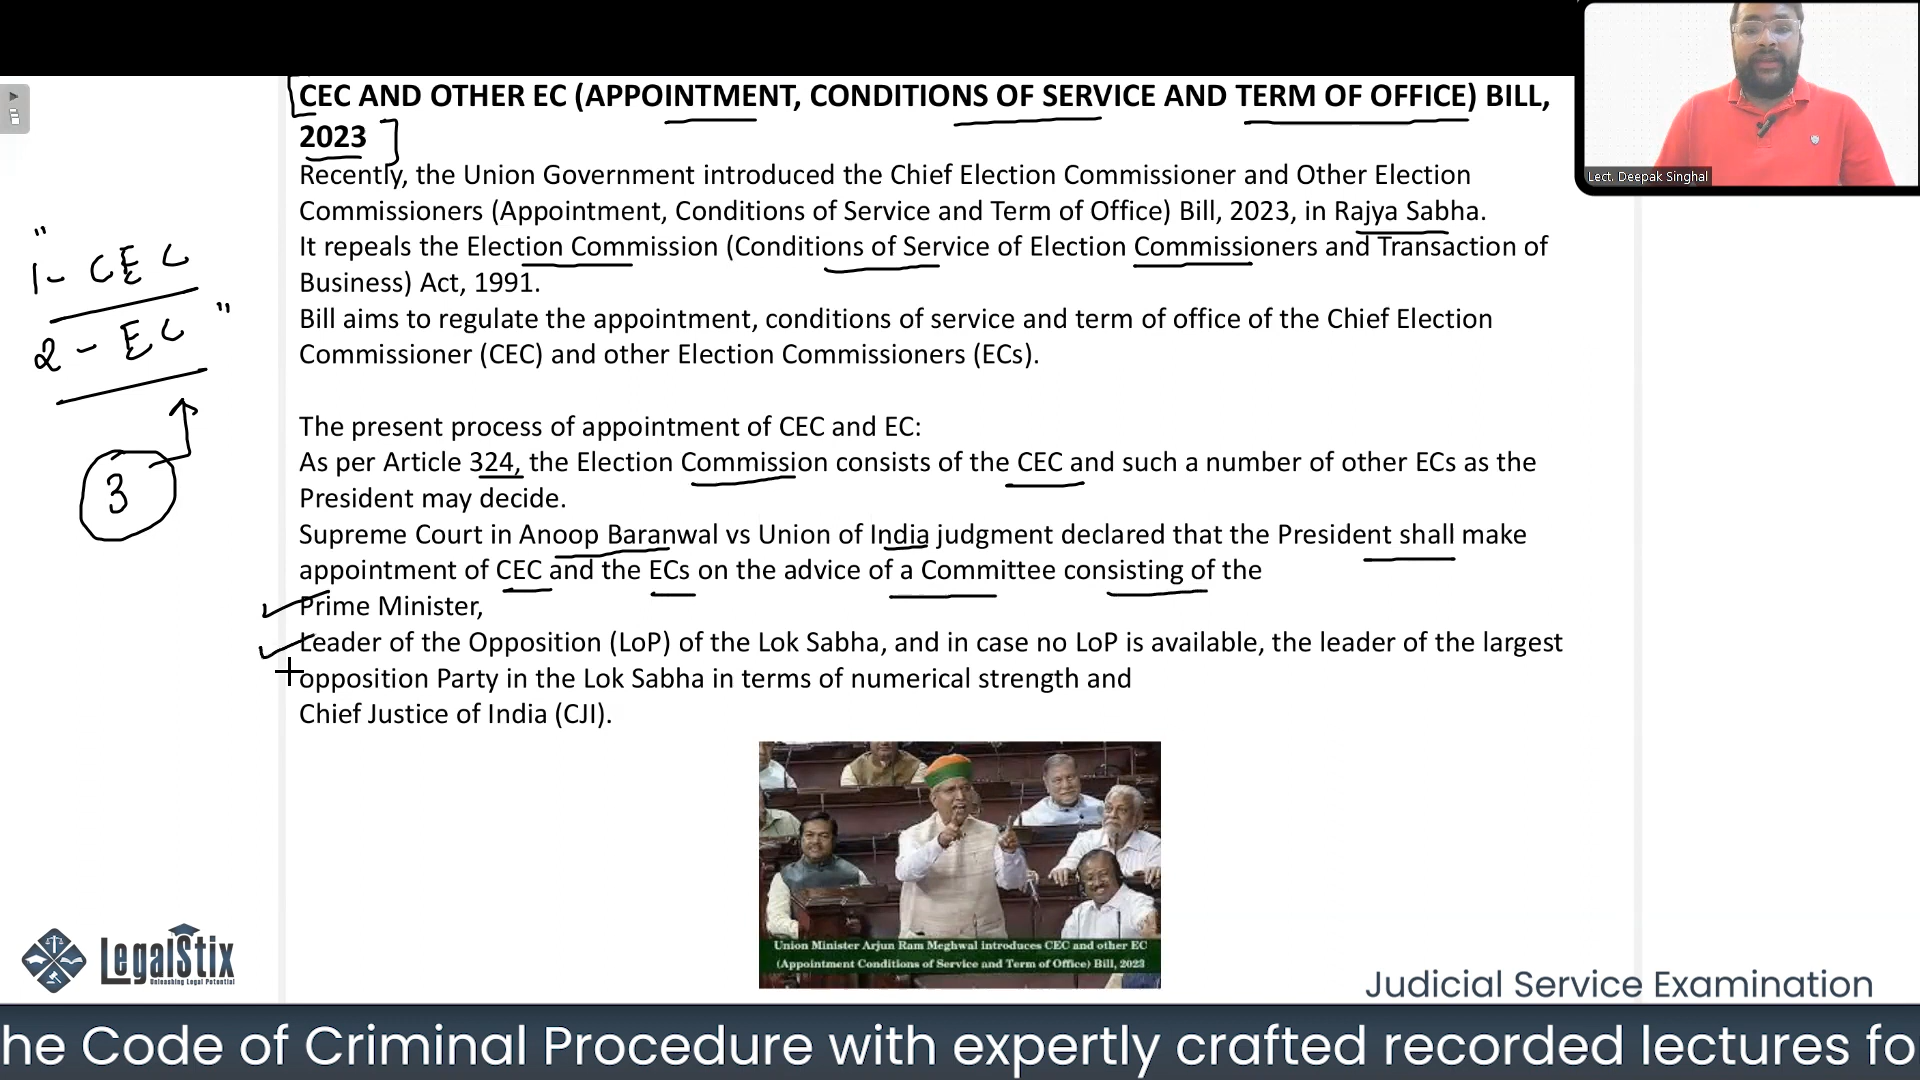 CEC AND OTHER EC (APPOINTMENT, CONDITIONS OF SERVICE AND TERM OF OFFICE) BILL,
2023
Recently, the Union Government introduced the Chief Election Commissioner and Other Election
Commissioners (Appointment, Conditions of Service and Term of Office) Bill, 2023, in Rajya Sabha.
It repeals the Election Commission (Conditions of Service of Election Commissioners and Transaction of
Business) Act, 1991.
Bill aims to regulate the appointment, conditions of service and term of office of the Chief Election
Commissioner (CEC) and other Election Commissioners (ECs).
The present process of appointment of CEC and EC:
As per Article 324, the Election Commission consists of the CEC and such a number of other ECs as the
President may decide.
Supreme Court in Anoop Baranwal vs Union of India judgment declared that the President shall make
appointment of CEC and the ECs on the advice of a Committee consisting of the
Prime Minister,
Leader of the Opposition (LoP) of the Lok Sabha, and in case no LoP is available, the leader of the largest
opposition Party in the Lok Sabha in terms of numerical strength and
Chief Justice of India (CJI).
" 1- CEC
2 - EC "
3
Lect. Deepak Singhal
Union Minister Arjun Ram Meghwal introduces CEC and other EC
(Appointment Conditions of Service and Term of Office) Bill, 2023
LegalStix
Unleashing Legal Potential
Judicial Service Examination
he Code of Criminal Procedure with expertly crafted recorded lectures fo